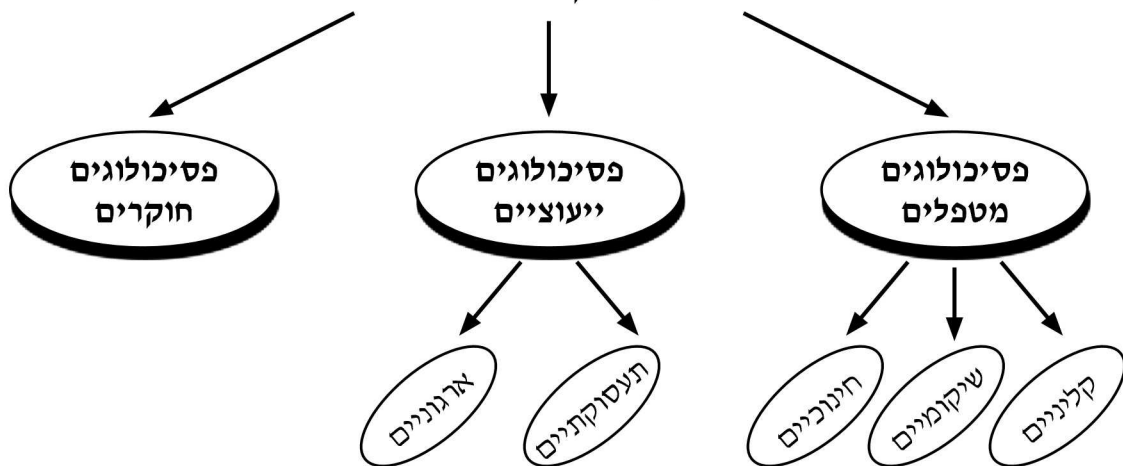 פסיכולוגים
מטפלים
פסיכולוגים
ייעוציים
פסיכולוגים
חוקרים
קליניים
שיקומיים
חינוכיים
תעסוקתיים
ארגוניים